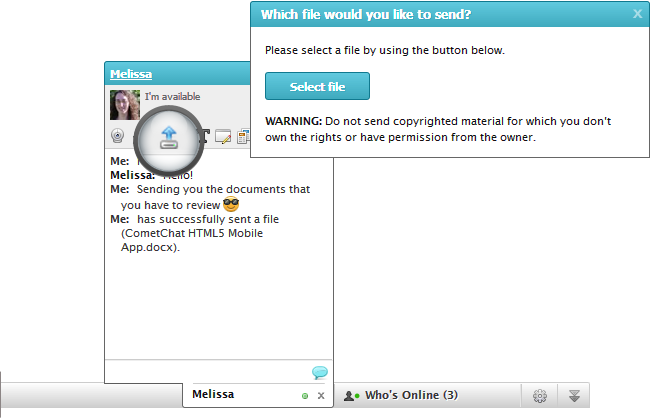 Which file would you like to send?
X
Please select a file by using the button below.
Select file
WARNING: Do not send copyrighted material for which you don't
own the rights or have permission from the owner.
Melissa
I'm available
Me:
Melissa: Hello!
Me: Sending you the documents that
you have to review
Me: has successfully sent a file
(CometChat HTML5 Mobile
App.docx).
Melissa
x
Who's Online (3)